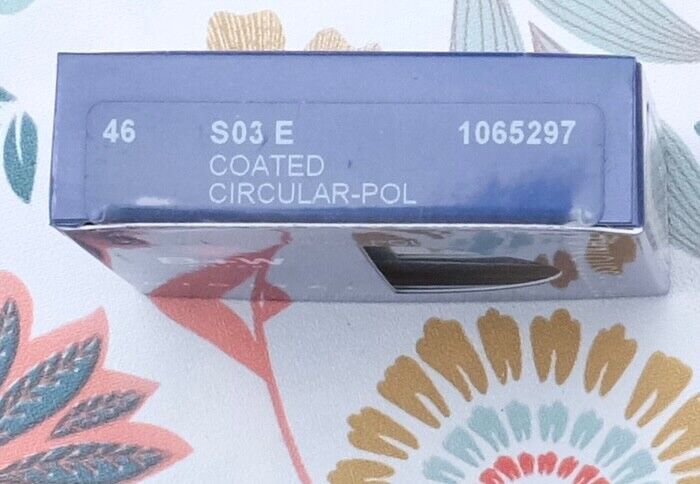 46 S03 E 1065297
COATED
CIRCULAR-POL
B+W